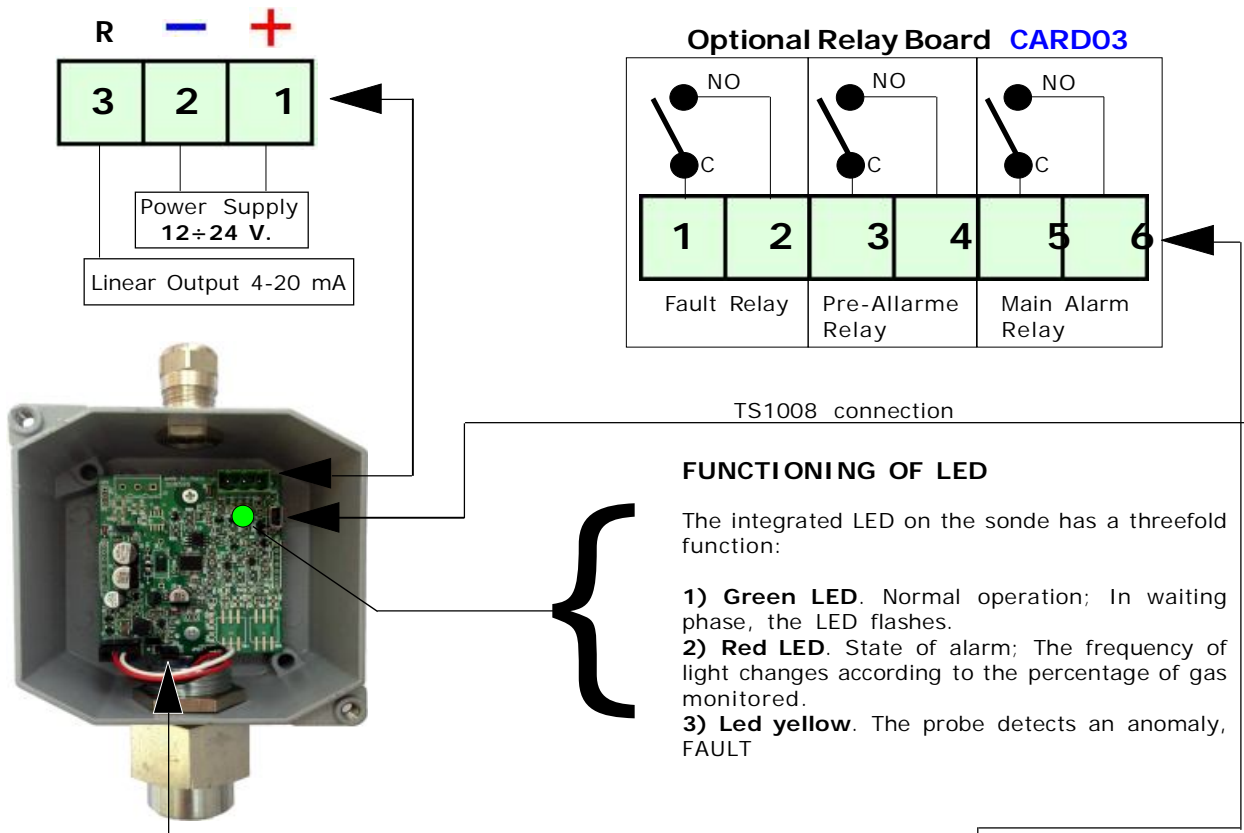 R − +
3 2 1
Power Supply
12÷24 V.
Linear Output 4-20 mA
Optional Relay Board CARD03
NO NO NO
C C C
1 2 3 4 5 6
Fault Relay
Pre-Allarme
Relay
Main Alarm
Relay
TS1008 connection
FUNCTIONING OF LED
The integrated LED on the sonde has a threefold
function:
1) Green LED. Normal operation; In waiting
phase, the LED flashes.
2) Red LED. State of alarm; The frequency of
light changes according to the percentage of gas
monitored.
3) Led yellow. The probe detects an anomaly,
FAULT